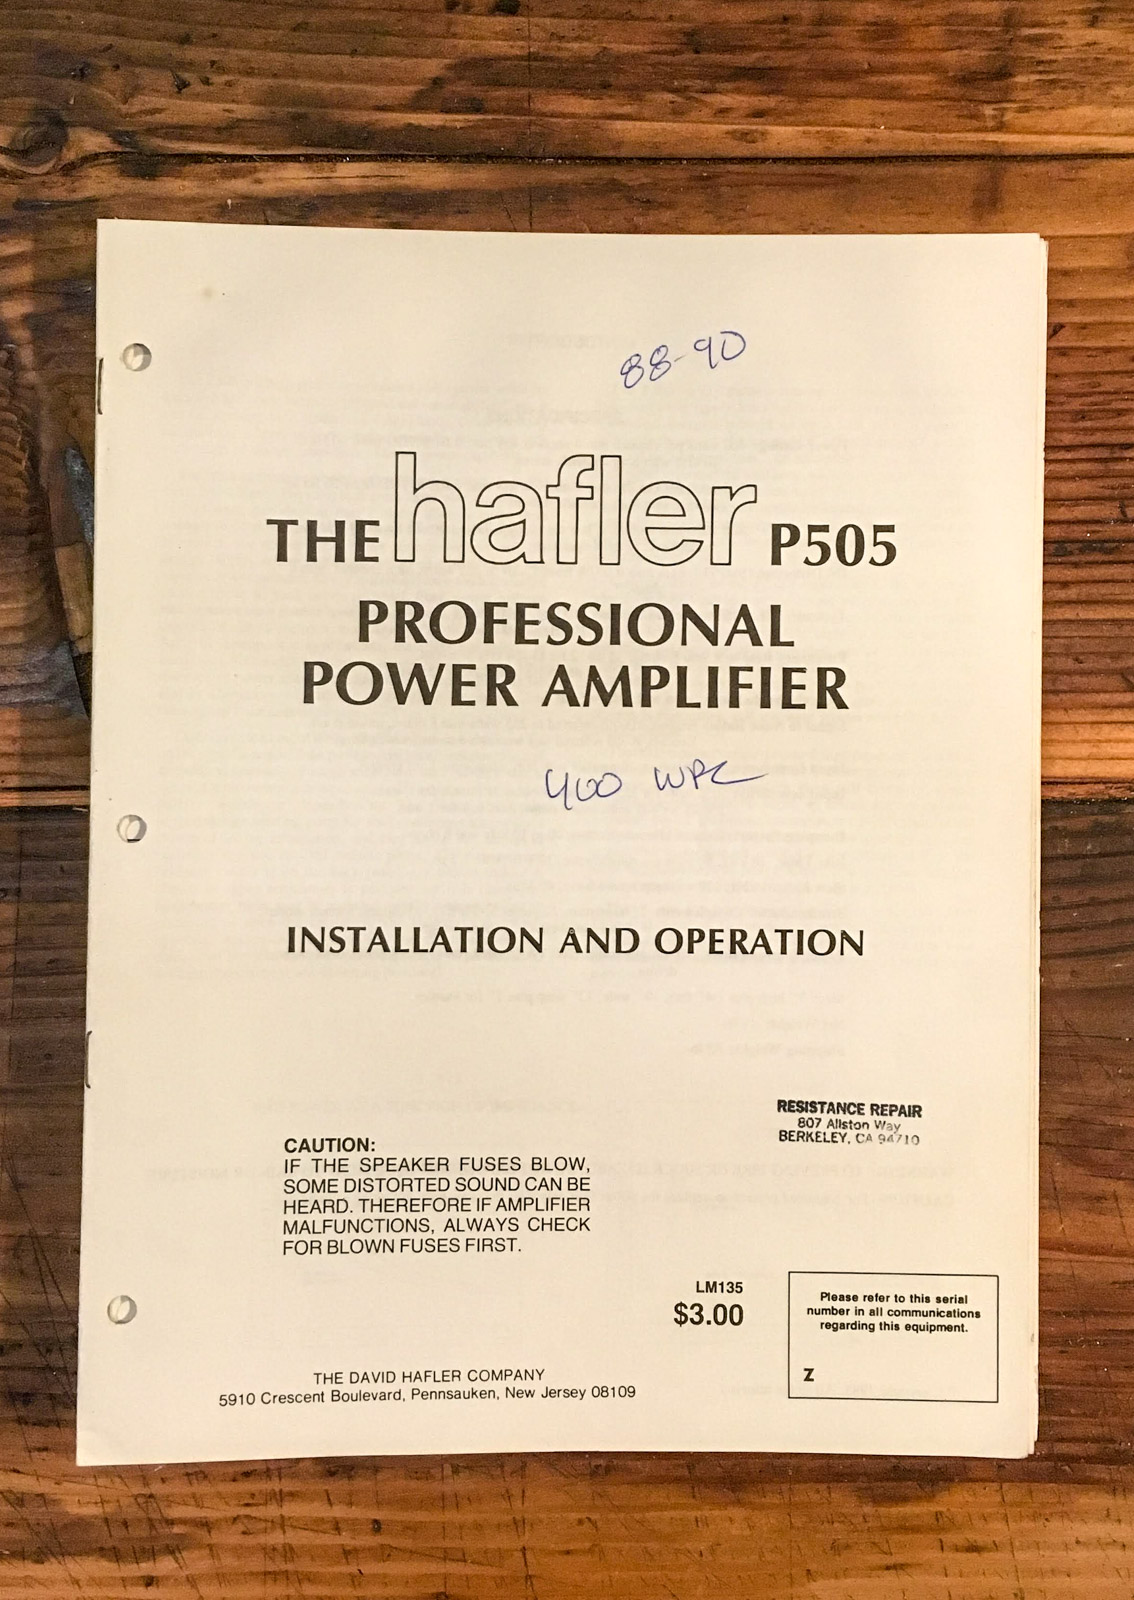 88-90
THE hafler P505
PROFESSIONAL
POWER AMPLIFIER
400 WPC
INSTALLATION AND OPERATION
RESISTANCE REPAIR
807 Allston Way
BERKELEY, CA 94710
CAUTION:
IF THE SPEAKER FUSES BLOW,
SOME DISTORTED SOUND CAN BE
HEARD. THEREFORE IF AMPLIFIER
MALFUNCTIONS, ALWAYS CHECK
FOR BLOWN FUSES FIRST.
LM135
$3.00
Please refer to this serial
number in all communications
regarding this equipment.
Z
THE DAVID HAFLER COMPANY
5910 Crescent Boulevard, Pennsauken, New Jersey 08109